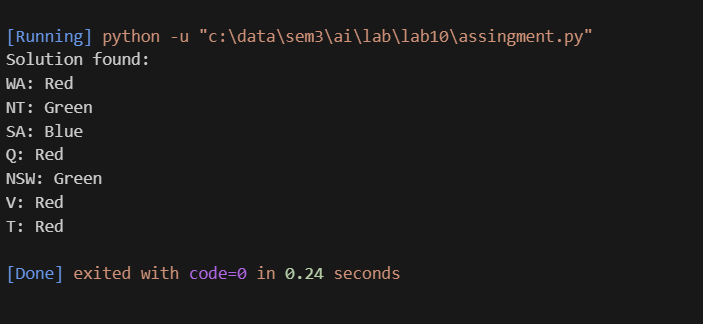 [Running] python -u "c:\data\sem3\ai\lab\lab10\assingment.py"
Solution found:
WA: Red
NT: Green
SA: Blue
Q: Red
NSW: Green
V: Red
T: Red
[Done] exited with code=0 in 0.24 seconds